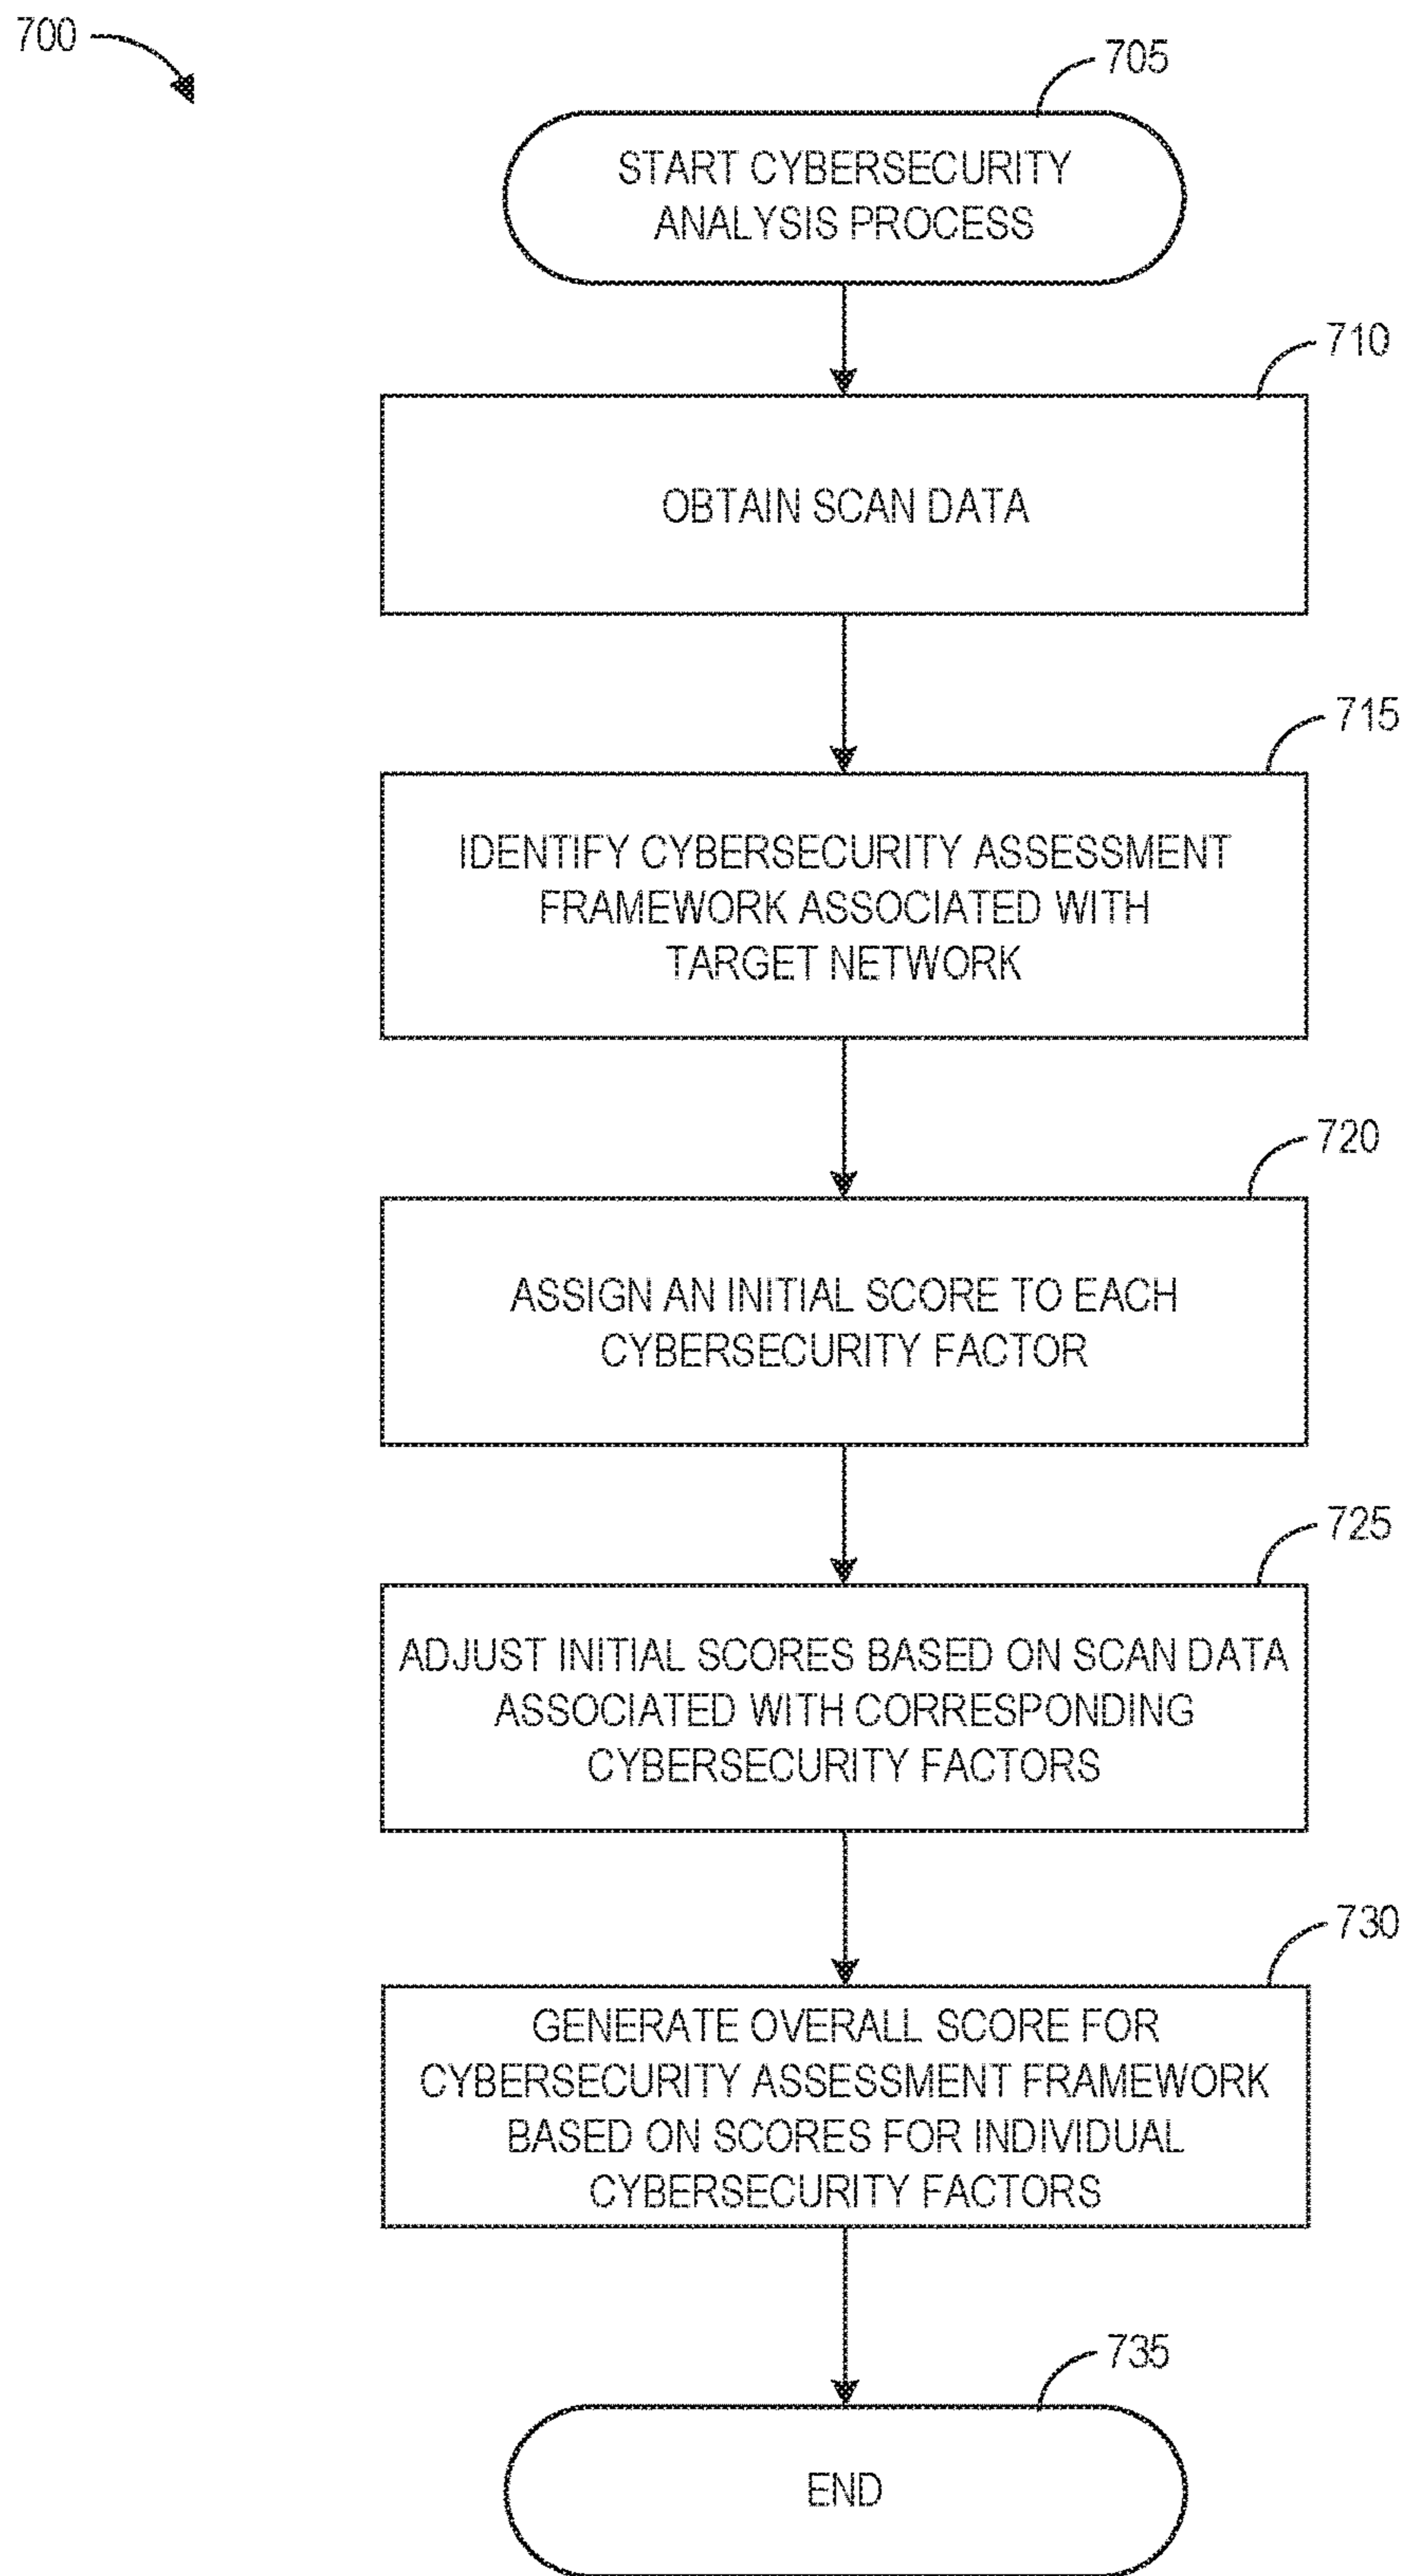 700
705
START CYBERSECURITY
ANALYSIS PROCESS
710
OBTAIN SCAN DATA
715
IDENTIFY CYBERSECURITY ASSESSMENT
FRAMEWORK ASSOCIATED WITH
TARGET NETWORK
720
ASSIGN AN INITIAL SCORE TO EACH
CYBERSECURITY FACTOR
725
ADJUST INITIAL SCORES BASED ON SCAN DATA
ASSOCIATED WITH CORRESPONDING
CYBERSECURITY FACTORS
730
GENERATE OVERALL SCORE FOR
CYBERSECURITY ASSESSMENT FRAMEWORK
BASED ON SCORES FOR INDIVIDUAL
CYBERSECURITY FACTORS
735
END